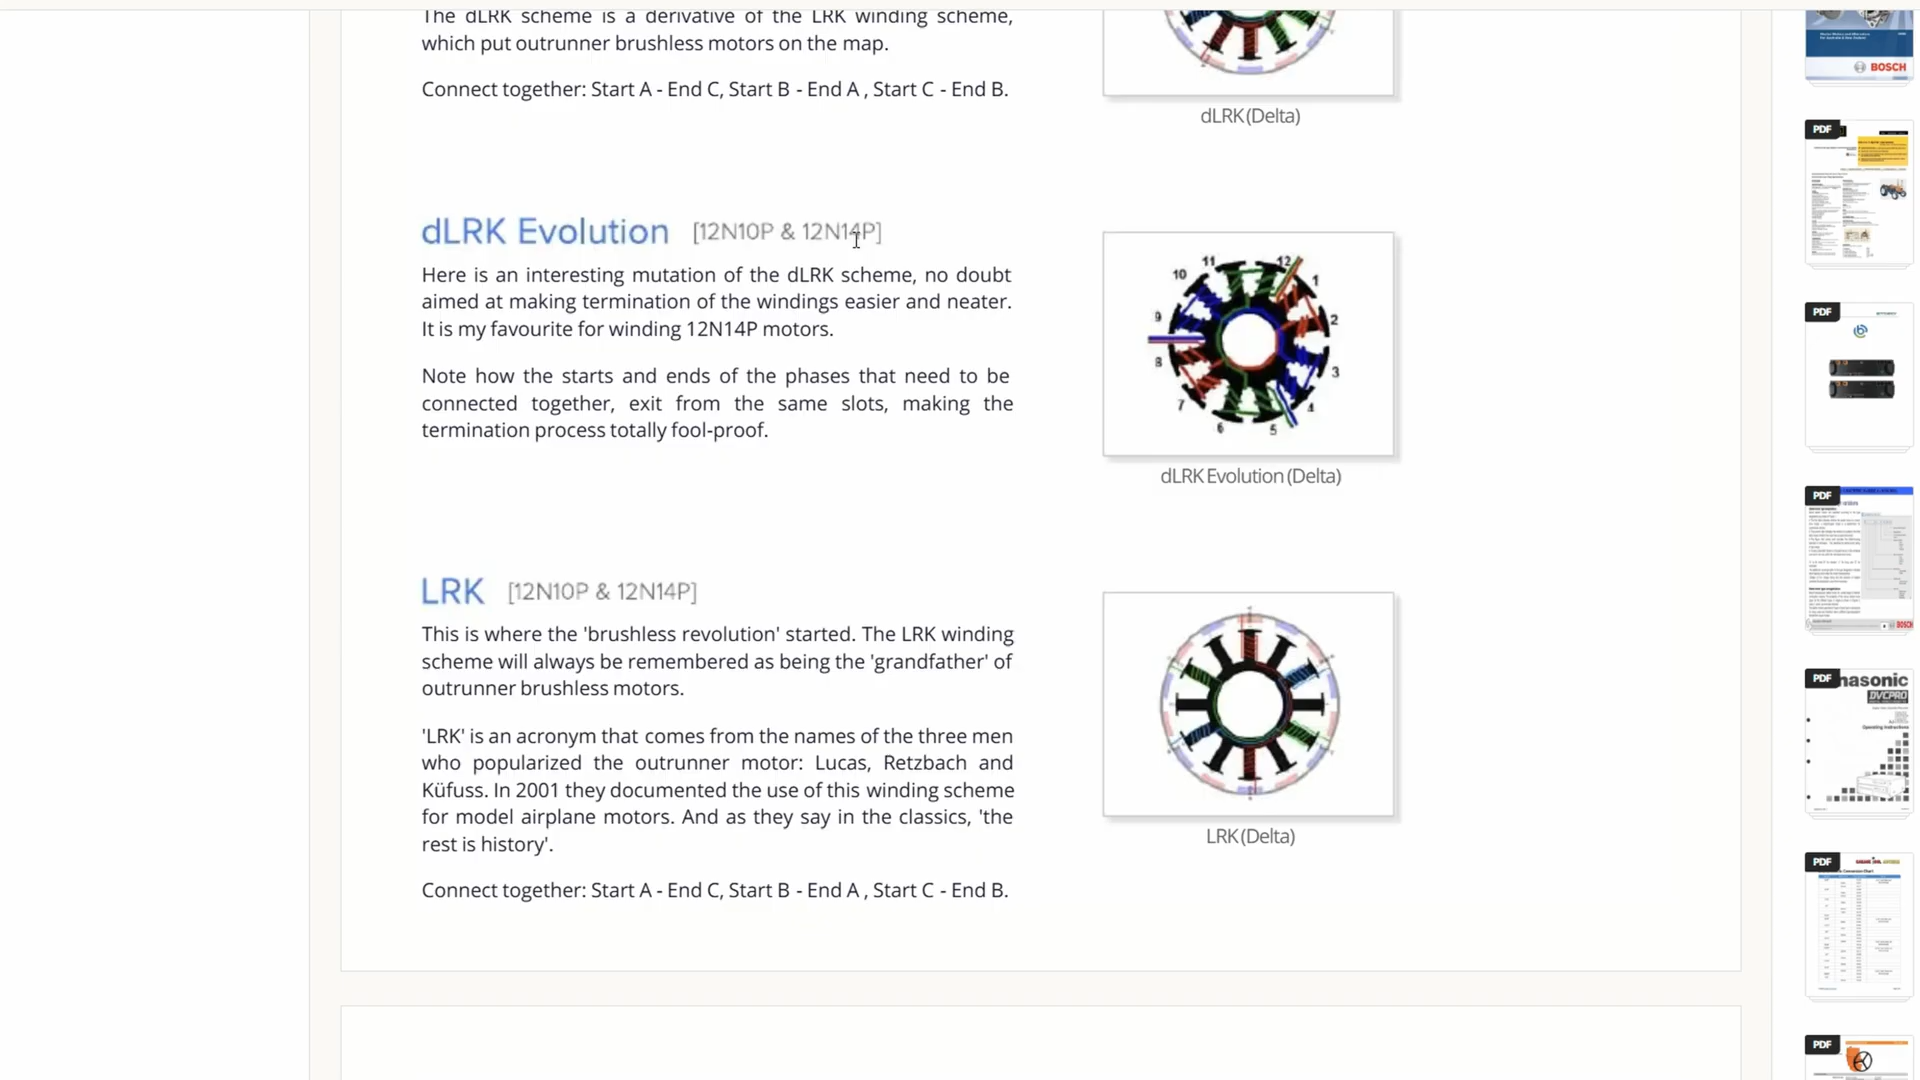 The dLRK scheme is a derivative of the LRK winding scheme,
which put outrunner brushless motors on the map.
Connect together: Start A - End C, Start B - End A , Start C - End B.
dLRK (Delta)
dLRK Evolution [12N10P & 12N14P]
Here is an interesting mutation of the dLRK scheme, no doubt
aimed at making termination of the windings easier and neater.
It is my favourite for winding 12N14P motors.
Note how the starts and ends of the phases that need to be
connected together, exit from the same slots, making the
termination process totally fool-proof.
11
12
10
1
9
2
8
3
7
4
6
5
dLRK Evolution (Delta)
LRK [12N10P & 12N14P]
This is where the 'brushless revolution' started. The LRK winding
scheme will always be remembered as being the 'grandfather' of
outrunner brushless motors.
'LRK' is an acronym that comes from the names of the three men
who popularized the outrunner motor: Lucas, Retzbach and
Küfuss. In 2001 they documented the use of this winding scheme
for model airplane motors. And as they say in the classics, 'the
rest is history'.
Connect together: Start A - End C, Start B - End A , Start C - End B.
LRK (Delta)
BOSCH
PDF
PDF
PDF
BOSCH
PDF
nasonic
DVCPRO
Operating Instructions
PDF
Conversion Chart
PDF